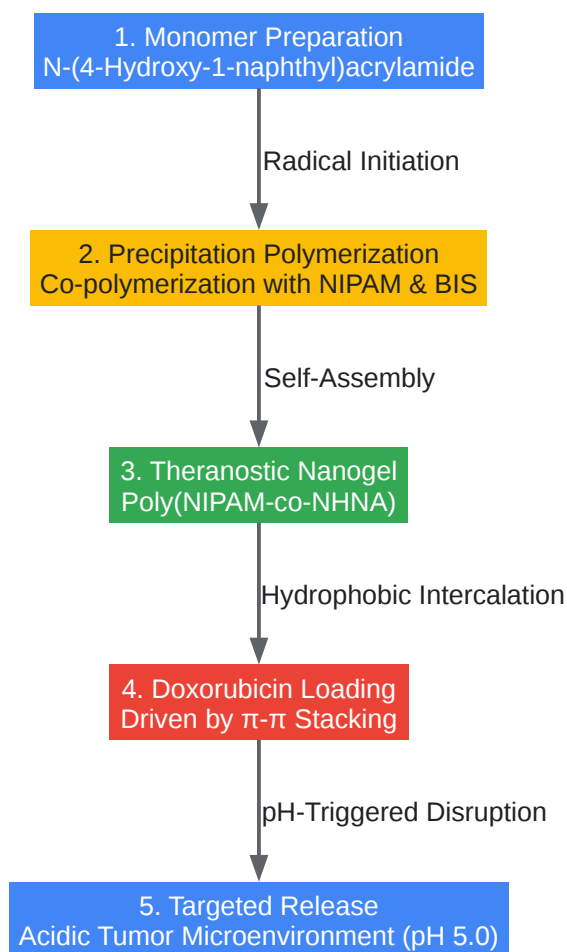 1. Monomer Preparation
N-(4-Hydroxy-1-naphthyl)acrylamide
Radical Initiation
2. Precipitation Polymerization
Co-polymerization with NIPAM & BIS
Self-Assembly
3. Theranostic Nanogel
Poly(NIPAM-co-NHNA)
Hydrophobic Intercalation
4. Doxorubicin Loading
Driven by π-π Stacking
pH-Triggered Disruption
5. Targeted Release
Acidic Tumor Microenvironment (pH 5.0)